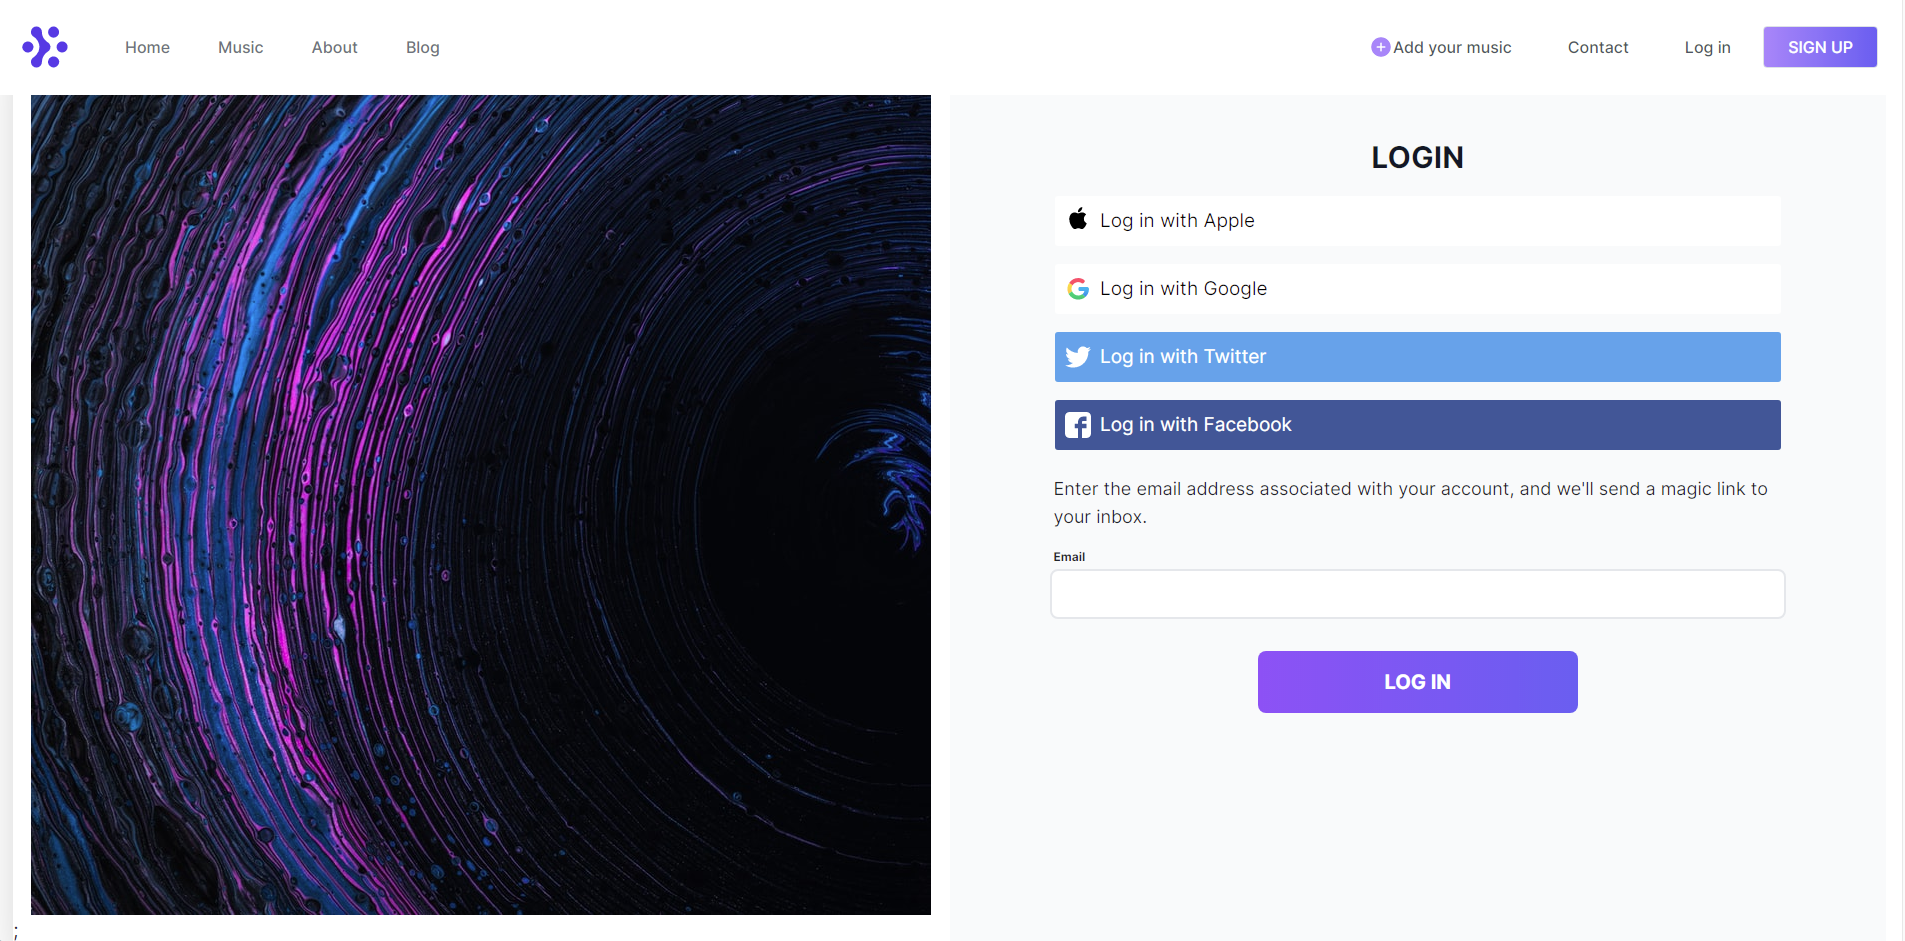 Home Music About Blog Add your music Contact Log in SIGN UP
LOGIN
Log in with Apple
Log in with Google
Log in with Twitter
Log in with Facebook
Enter the email address associated with your account, and we'll send a magic link to
your inbox.
Email
LOG IN
;